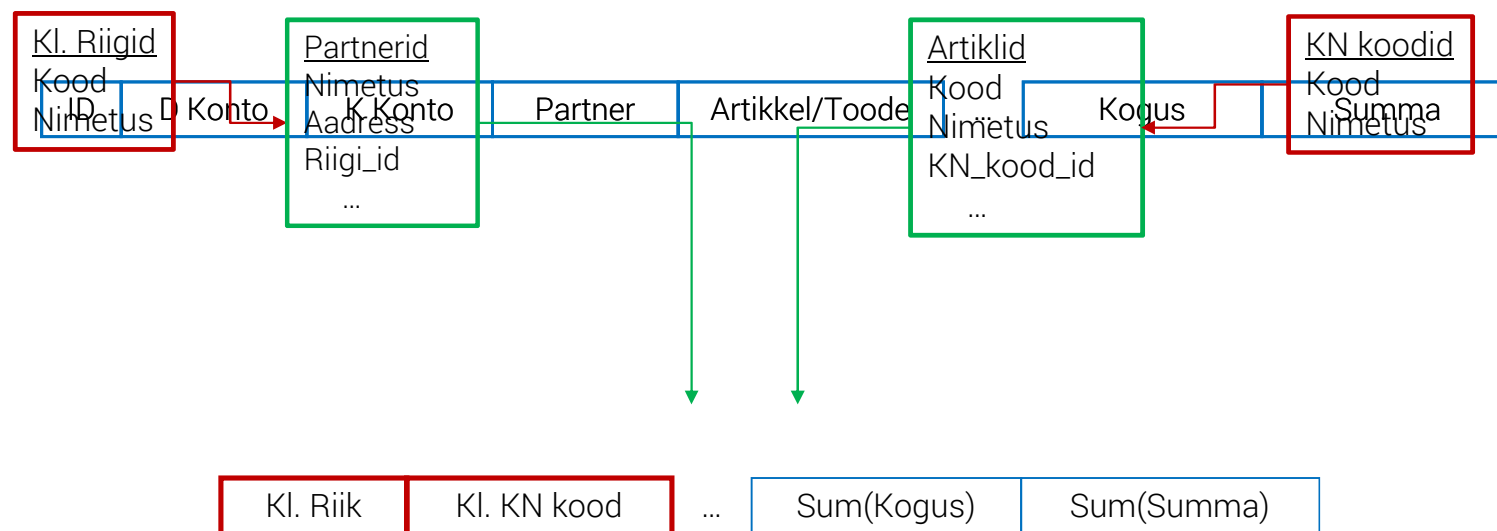 Kl. Riigid
Kood
Nimetus
Partnerid
Nimetus
Aadress
Riigi_id
...
Artiklid
Kood
Nimetus
KN_kood_id
...
KN koodid
Kood
Nimetus
ID D Konto K Konto Partner Artikkel/Toode ... Kogus Summa
Kl. Riik Kl. KN kood ... Sum(Kogus) Sum(Summa)